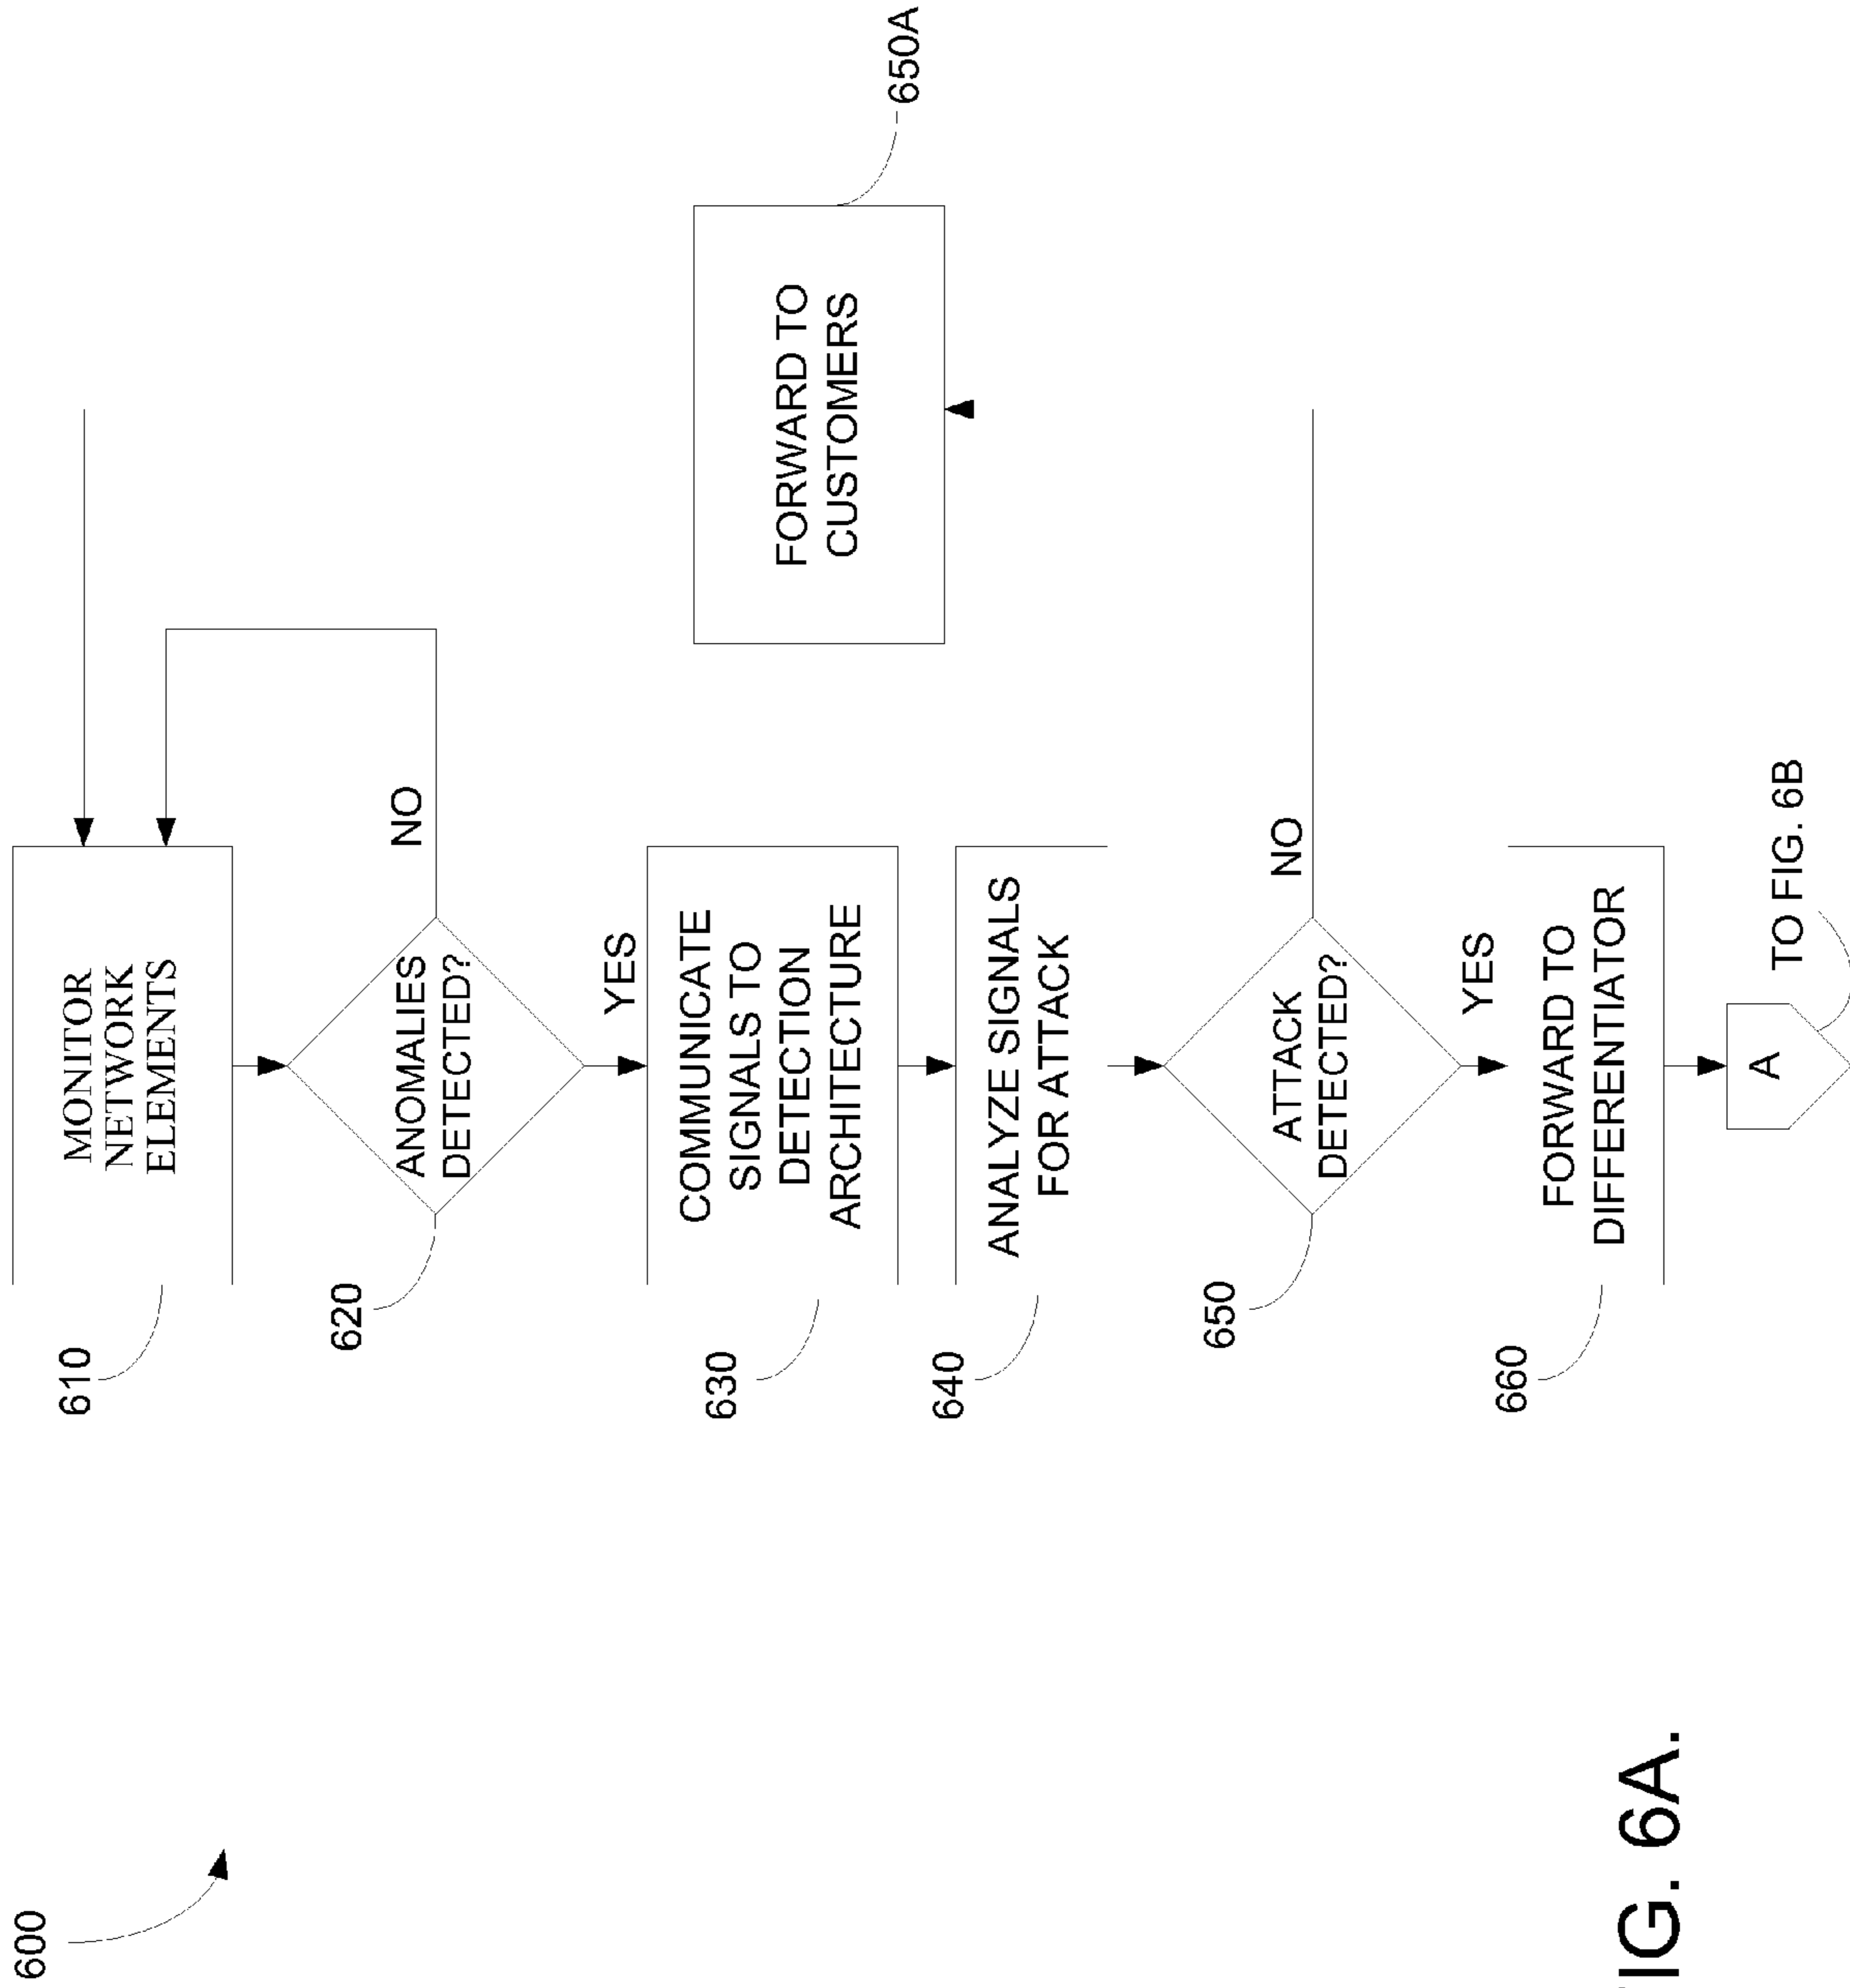 600
610
MONITOR
NETWORK
ELEMENTS
620
ANOMALIES
DETECTED?
NO
YES
630
COMMUNICATE
SIGNALS TO
DETECTION
ARCHITECTURE
FORWARD TO
CUSTOMERS
650A
640
ANALYZE SIGNALS
FOR ATTACK
650
ATTACK
DETECTED?
NO
YES
660
FORWARD TO
DIFFERENTIATOR
A
TO FIG. 6B
IG. 6A.